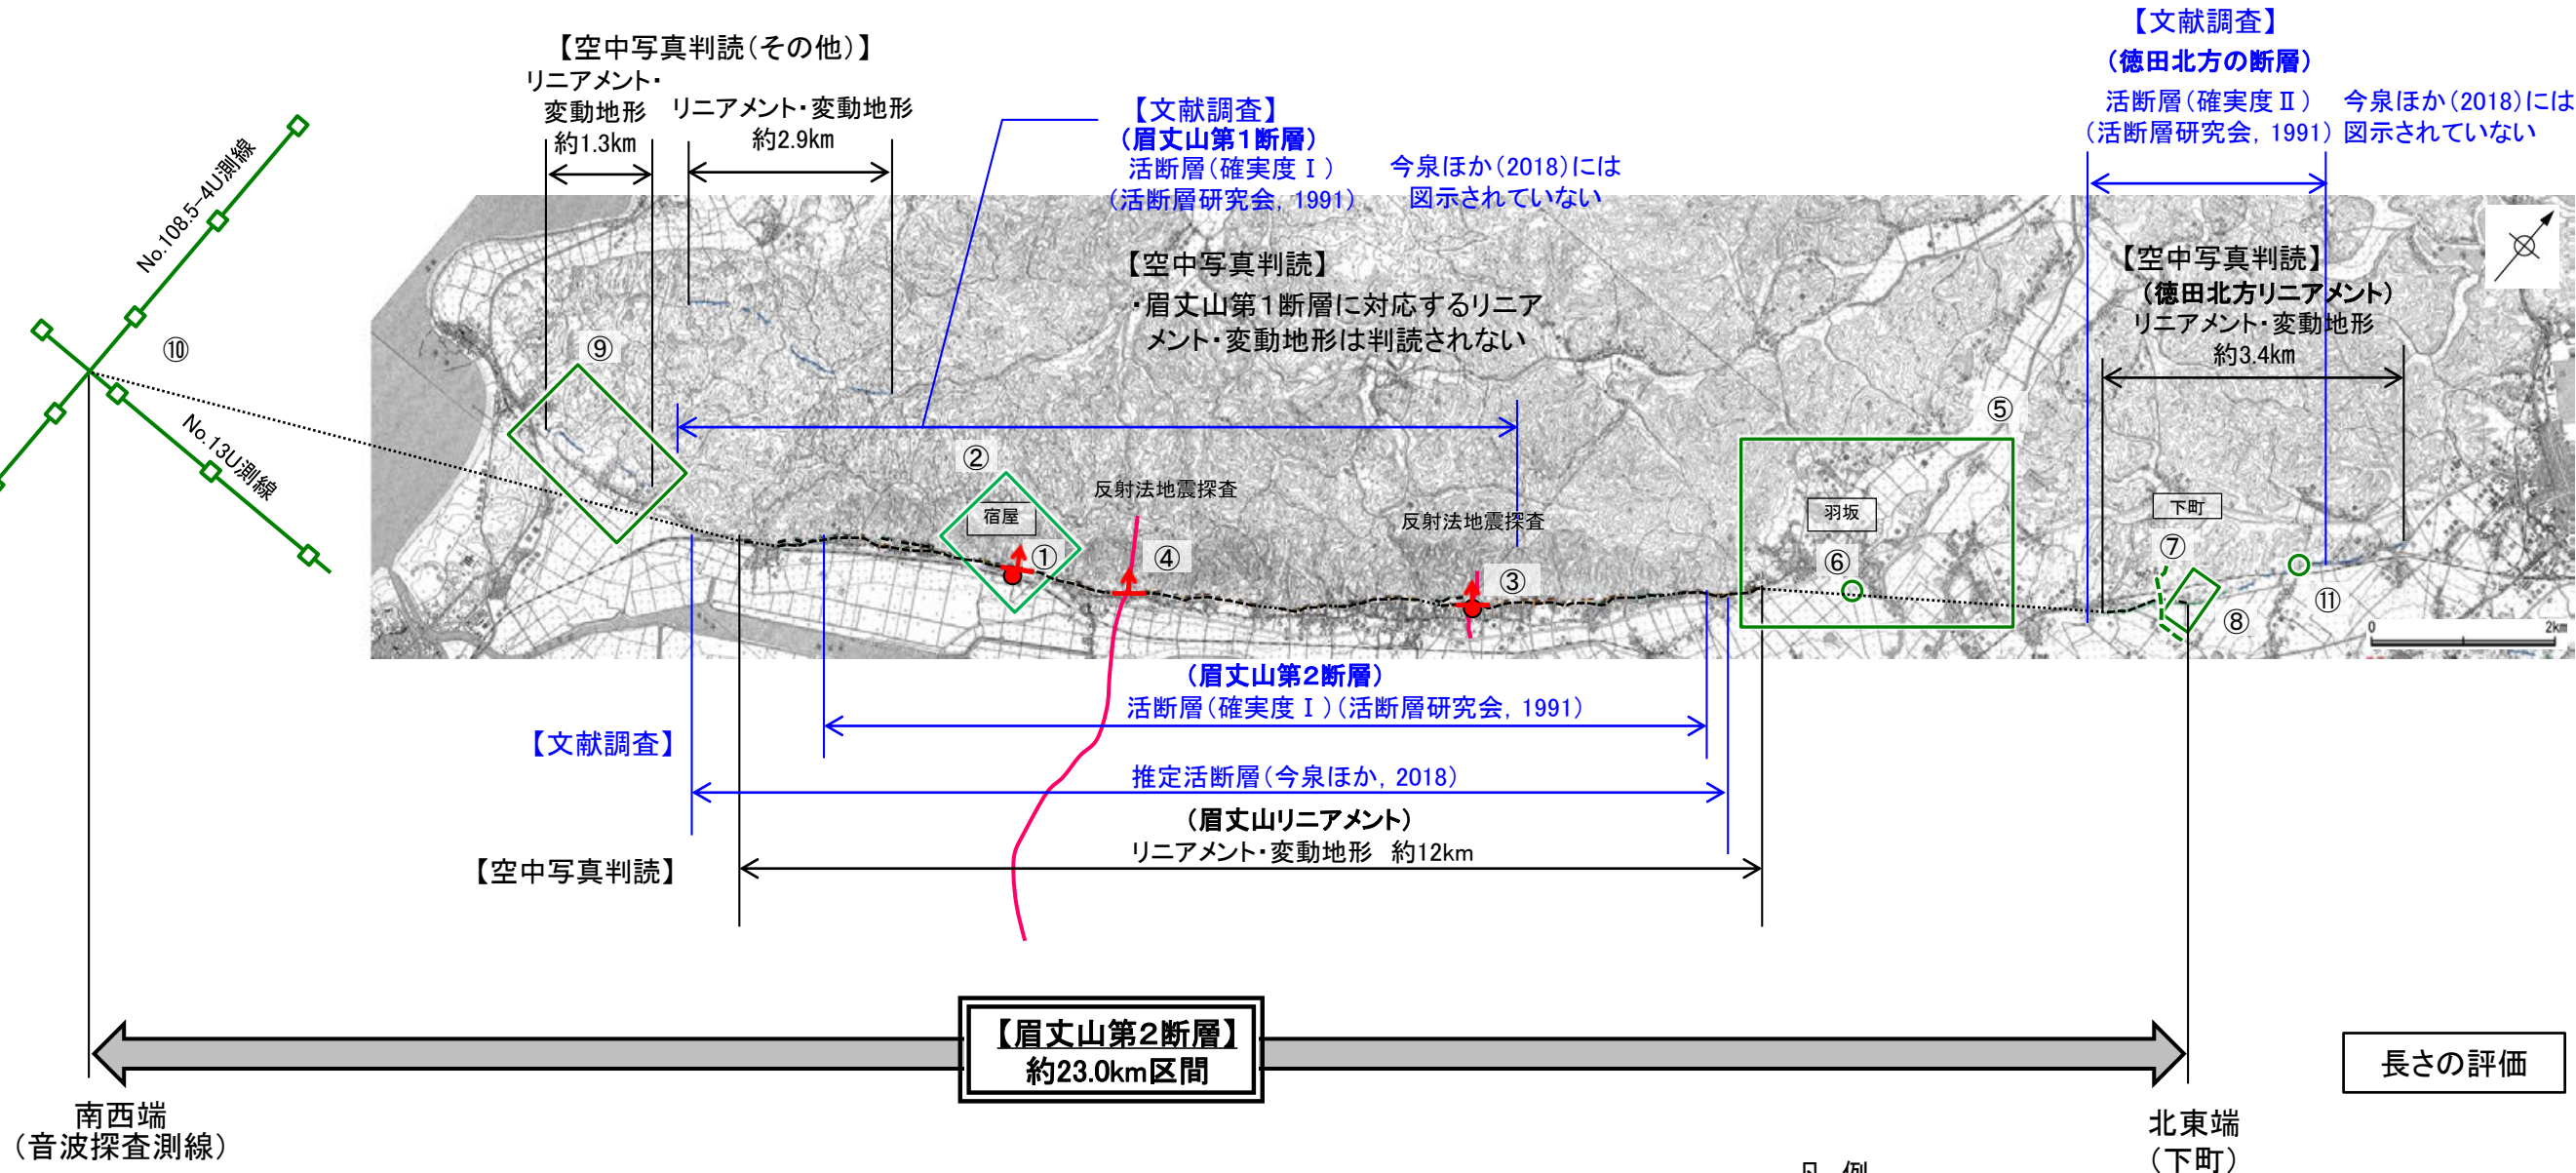 【空中写真判読(その他)】
リニアメント・
変動地形
約1.3km
リニアメント・変動地形
約2.9km
【文献調査】
(眉丈山第1断層)
活断層(確実度Ⅰ)
(活断層研究会, 1991)
今泉ほか(2018)には
図示されていない
【文献調査】
(徳田北方の断層)
活断層(確実度Ⅱ)
(活断層研究会, 1991)
今泉ほか(2018)には
図示されていない
No.108.5-4U測線
No.13U測線
⑩
【空中写真判読】
・眉丈山第1断層に対応するリニア
メント・変動地形は判読されない
【空中写真判読】
(徳田北方リニアメント)
リニアメント・変動地形
約3.4km
⑨
②
宿屋
①
反射法地震探査
④
反射法地震探査
③
⑤
羽坂
⑥
下町
⑦
⑧
⑪
0
2km
(眉丈山第2断層)
活断層(確実度Ⅰ)(活断層研究会, 1991)
【文献調査】
推定活断層(今泉ほか, 2018)
(眉丈山リニアメント)
リニアメント・変動地形 約12km
【空中写真判読】
【眉丈山第2断層】
約23.0km区間
長さの評価
南西端
(音波探査測線)
北東端
(下町)